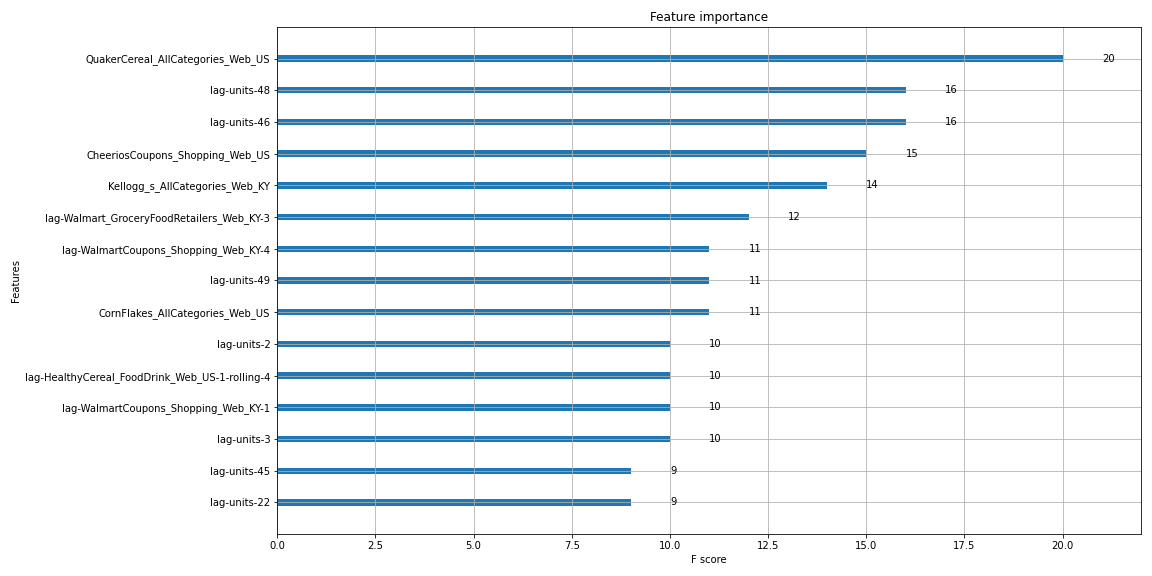 Feature importance
Features
QuakerCereal_AllCategories_Web_US 20
lag-units-48 16
lag-units-46 16
CheeriosCoupons_Shopping_Web_US 15
Kellogg_s_AllCategories_Web_KY 14
lag-Walmart_GroceryFoodRetailers_Web_KY-3 12
lag-WalmartCoupons_Shopping_Web_KY-4 11
lag-units-49 11
CornFlakes_AllCategories_Web_US 11
lag-units-2 10
lag-HealthyCereal_FoodDrink_Web_US-1-rolling-4 10
lag-WalmartCoupons_Shopping_Web_KY-1 10
lag-units-3 10
lag-units-45 9
lag-units-22 9
0.0 2.5 5.0 7.5 10.0 12.5 15.0 17.5 20.0
F score